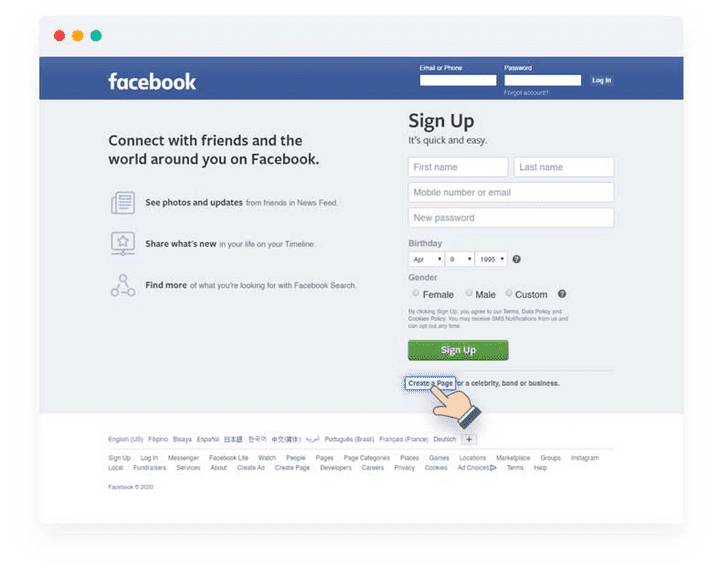 Email or Phone Password
facebook
Log In
Forgot account?
Sign Up
It's quick and easy.
Connect with friends and the
world around you on Facebook.
First name Last name
Mobile number or email
New password
See photos and updates from friends in News Feed.
Share what's new in your life on your Timeline.
Find more of what you're looking for with Facebook Search.
Birthday
Apr 9 1995
Gender
Female Male Custom
By clicking Sign Up, you agree to our Terms, Data Policy and
Cookies Policy. You may receive SMS Notifications from us and
can opt out any time.
Sign Up
Create a Page for a celebrity, band or business.
English (US) Filipino Bisaya Español 日本語 한국어 中文(简体) العربية Português (Brasil) Français (France) Deutsch +
Sign Up Log In Messenger Facebook Lite Watch People Pages Page Categories Places Games Locations Marketplace Groups Instagram
Local Fundraisers Services About Create Ad Create Page Developers Careers Privacy Cookies Ad Choices Terms Help
Facebook © 2020